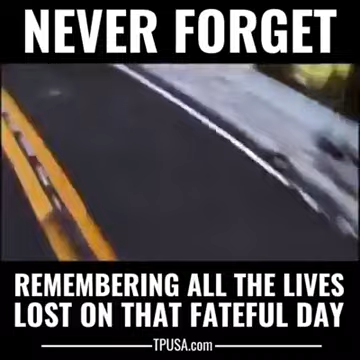 NEVER FORGET
REMEMBERING ALL THE LIVES
LOST ON THAT FATEFUL DAY
TPUSA.com